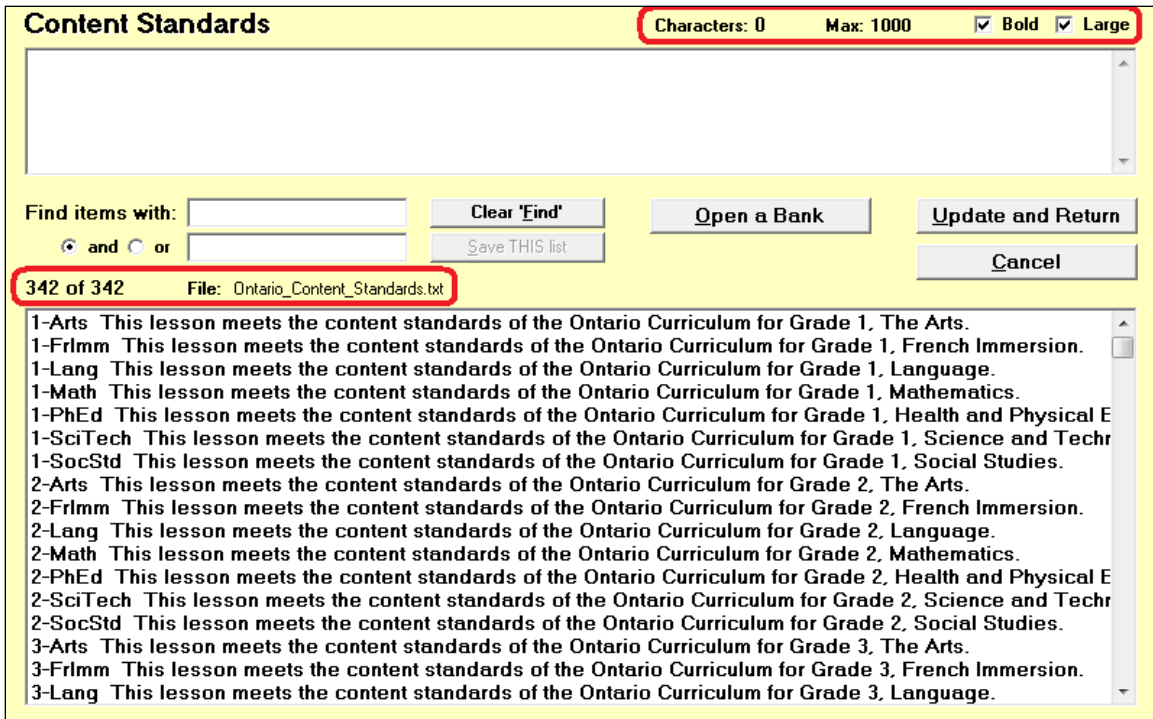 Content Standards
Characters: 0 Max: 1000 Bold Large
Find items with: Clear 'Find' Open a Bank Update and Return
and or Save THIS list
Cancel
342 of 342 File: Ontario_Content_Standards.txt
1-Arts This lesson meets the content standards of the Ontario Curriculum for Grade 1, The Arts.
1-FrImm This lesson meets the content standards of the Ontario Curriculum for Grade 1, French Immersion.
1-Lang This lesson meets the content standards of the Ontario Curriculum for Grade 1, Language.
1-Math This lesson meets the content standards of the Ontario Curriculum for Grade 1, Mathematics.
1-PhEd This lesson meets the content standards of the Ontario Curriculum for Grade 1, Health and Physical E
1-SciTech This lesson meets the content standards of the Ontario Curriculum for Grade 1, Science and Techr
1-SocStd This lesson meets the content standards of the Ontario Curriculum for Grade 1, Social Studies.
2-Arts This lesson meets the content standards of the Ontario Curriculum for Grade 2, The Arts.
2-FrImm This lesson meets the content standards of the Ontario Curriculum for Grade 2, French Immersion.
2-Lang This lesson meets the content standards of the Ontario Curriculum for Grade 2, Language.
2-Math This lesson meets the content standards of the Ontario Curriculum for Grade 2, Mathematics.
2-PhEd This lesson meets the content standards of the Ontario Curriculum for Grade 2, Health and Physical E
2-SciTech This lesson meets the content standards of the Ontario Curriculum for Grade 2, Science and Techr
2-SocStd This lesson meets the content standards of the Ontario Curriculum for Grade 2, Social Studies.
3-Arts This lesson meets the content standards of the Ontario Curriculum for Grade 3, The Arts.
3-FrImm This lesson meets the content standards of the Ontario Curriculum for Grade 3, French Immersion.
3-Lang This lesson meets the content standards of the Ontario Curriculum for Grade 3, Language.